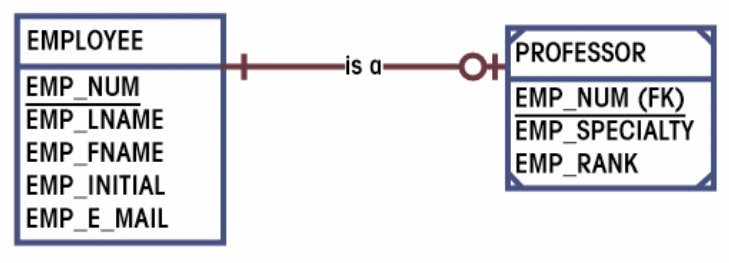 EMPLOYEE
EMP_NUM
EMP_LNAME
EMP_FNAME
EMP_INITIAL
EMP_E_MAIL
is a
PROFESSOR
EMP_NUM (FK)
EMP_SPECIALTY
EMP_RANK